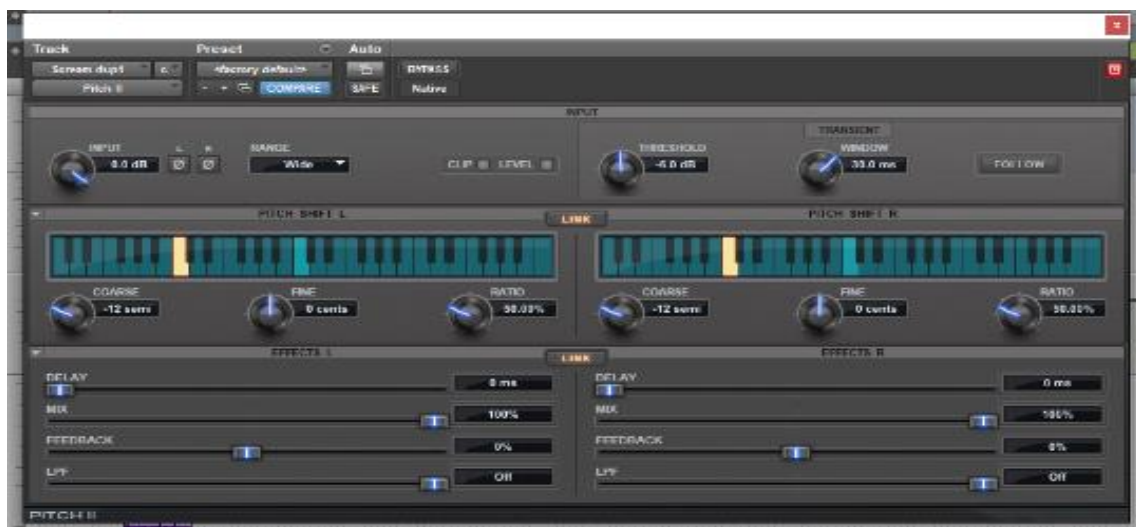 Track Preset Auto
Scream dup1
Pitch II <factory default>
- + COMPARE SAFE
BYPASS
Native
INPUT
INPUT L R RANGE
0.0 dB Ø Ø Wide
CLIP LEVEL
THRESHOLD
-6.0 dB
TRANSIENT
WINDOW
30.0 ms
FOLLOW
PITCH SHIFT L LINK PITCH SHIFT R
COARSE FINE RATIO
-12 semi 0 cents 50.00%
COARSE FINE RATIO
-12 semi 0 cents 50.00%
EFFECTS L LINK EFFECTS R
DELAY 0 ms
MIX 100%
FEEDBACK 0%
LPF Off
DELAY 0 ms
MIX 100%
FEEDBACK 0%
LPF Off
PITCH II